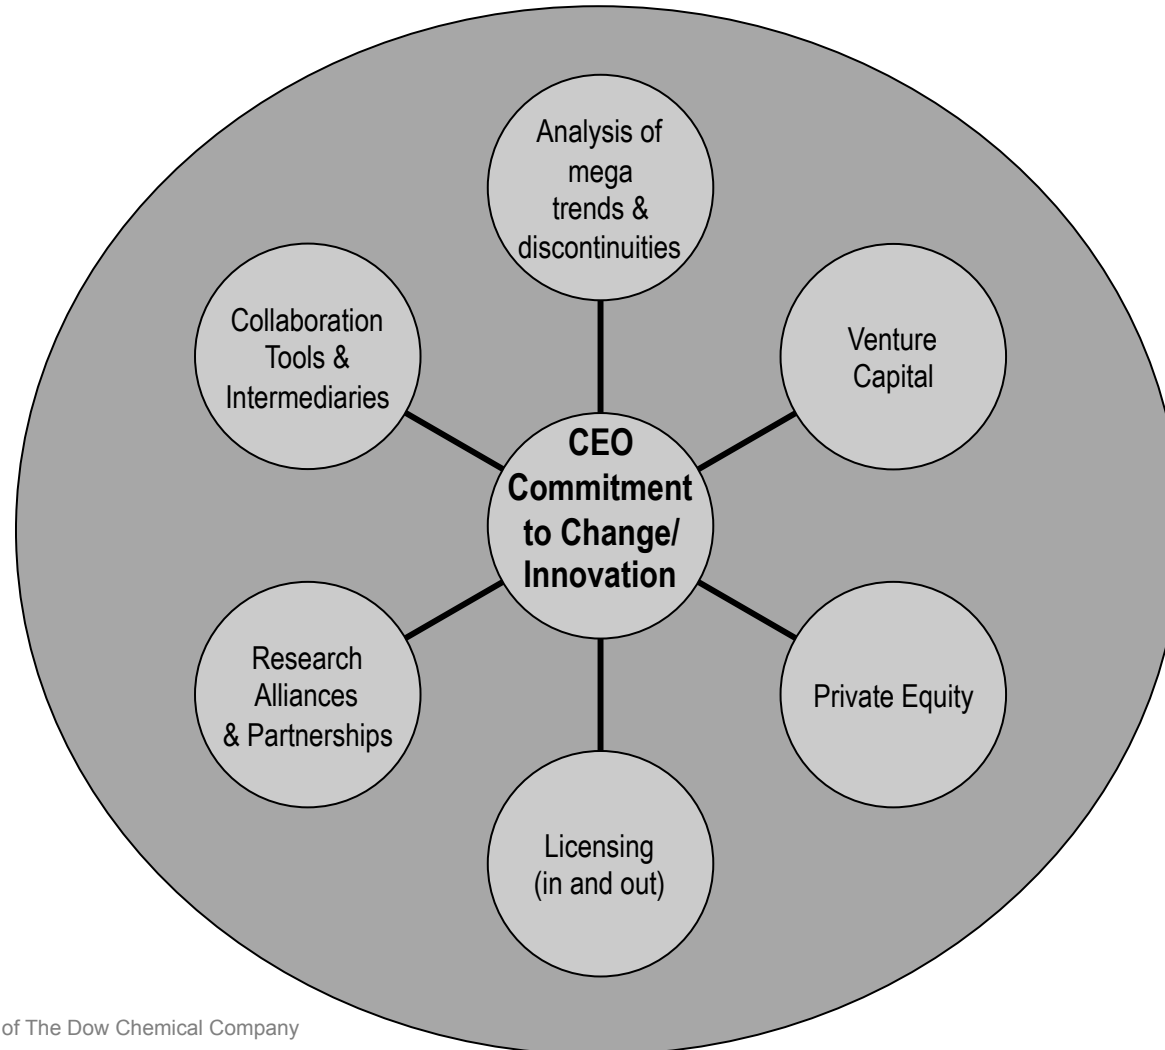 Analysis of
mega
trends &
discontinuities
Collaboration
Tools &
Intermediaries
Venture
Capital
CEO
Commitment
to Change/
Innovation
Research
Alliances
& Partnerships
Private Equity
Licensing
(in and out)
of The Dow Chemical Company